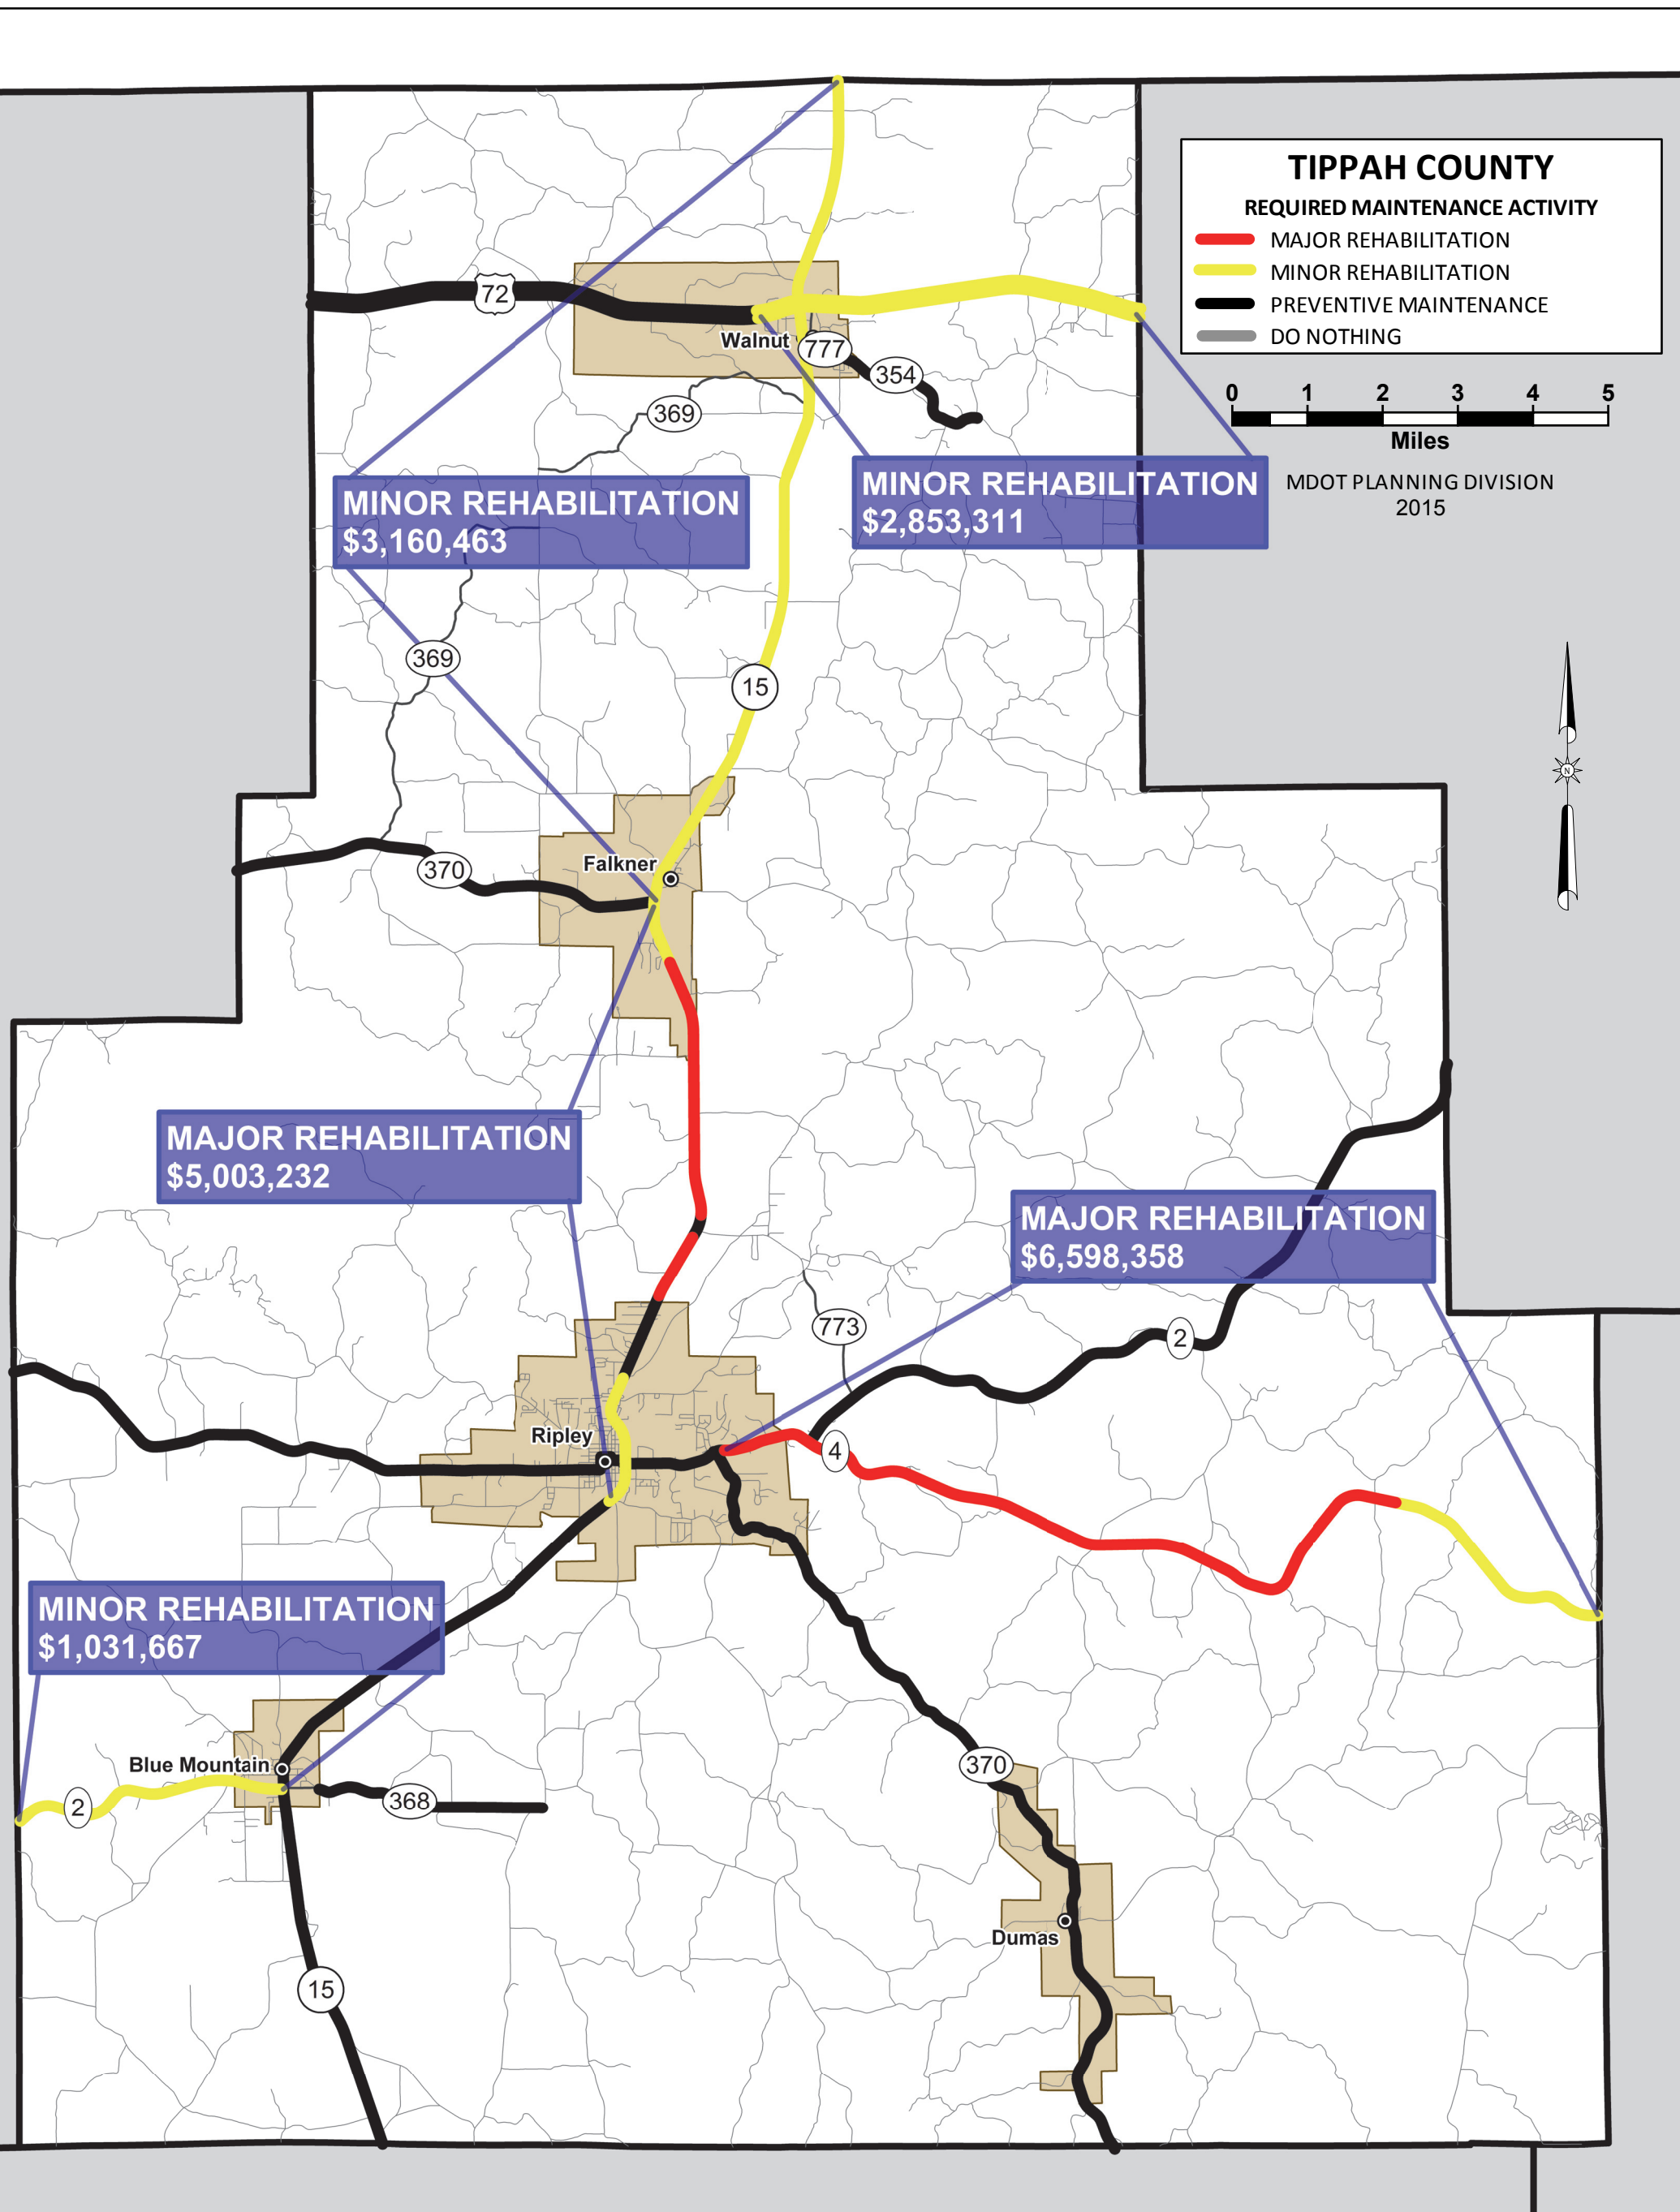 TIPPAH COUNTY
REQUIRED MAINTENANCE ACTIVITY
MAJOR REHABILITATION
MINOR REHABILITATION
PREVENTIVE MAINTENANCE
DO NOTHING
72
Walnut
777
354
369
0 1 2 3 4 5
Miles
MDOT PLANNING DIVISION
2015
MINOR REHABILITATION
$3,160,463
MINOR REHABILITATION
$2,853,311
369
15
N
Falkner
370
MAJOR REHABILITATION
$5,003,232
MAJOR REHABILITATION
$6,598,358
773
2
Ripley
4
MINOR REHABILITATION
$1,031,667
Blue Mountain
2
368
370
Dumas
15